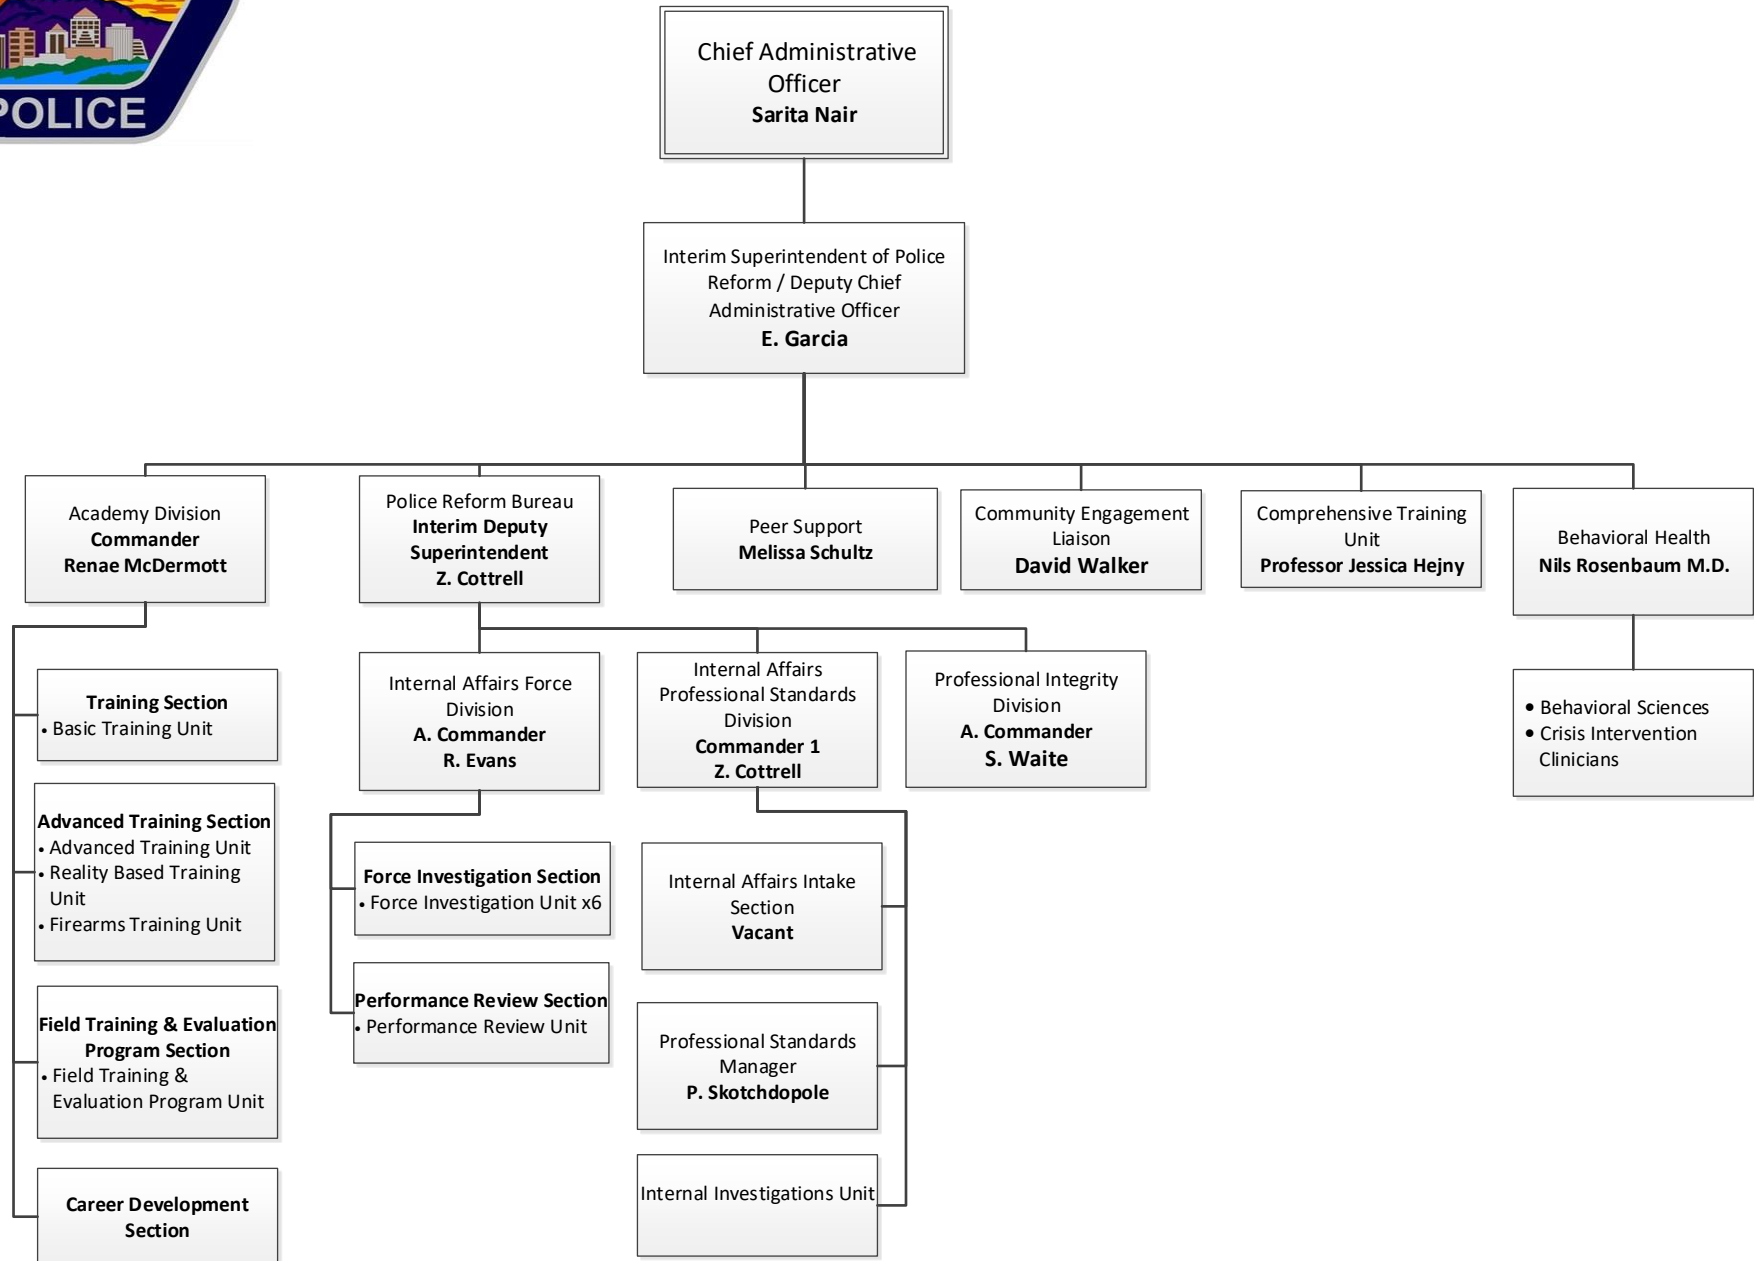 POLICE
Chief Administrative
Officer
Sarita Nair
Interim Superintendent of Police
Reform / Deputy Chief
Administrative Officer
E. Garcia
Academy Division
Commander
Renae McDermott
Police Reform Bureau
Interim Deputy
Superintendent
Z. Cottrell
Peer Support
Melissa Schultz
Community Engagement
Liaison
David Walker
Comprehensive Training
Unit
Professor Jessica Hejny
Behavioral Health
Nils Rosenbaum M.D.
Training Section
• Basic Training Unit
Advanced Training Section
• Advanced Training Unit
• Reality Based Training
Unit
• Firearms Training Unit
Field Training & Evaluation
Program Section
• Field Training &
Evaluation Program Unit
Career Development
Section
Internal Affairs Force
Division
A. Commander
R. Evans
Force Investigation Section
• Force Investigation Unit x6
Performance Review Section
• Performance Review Unit
Internal Affairs
Professional Standards
Division
Commander 1
Z. Cottrell
Internal Affairs Intake
Section
Vacant
Professional Standards
Manager
P. Skotchdopole
Internal Investigations Unit
Professional Integrity
Division
A. Commander
S. Waite
• Behavioral Sciences
• Crisis Intervention
Clinicians